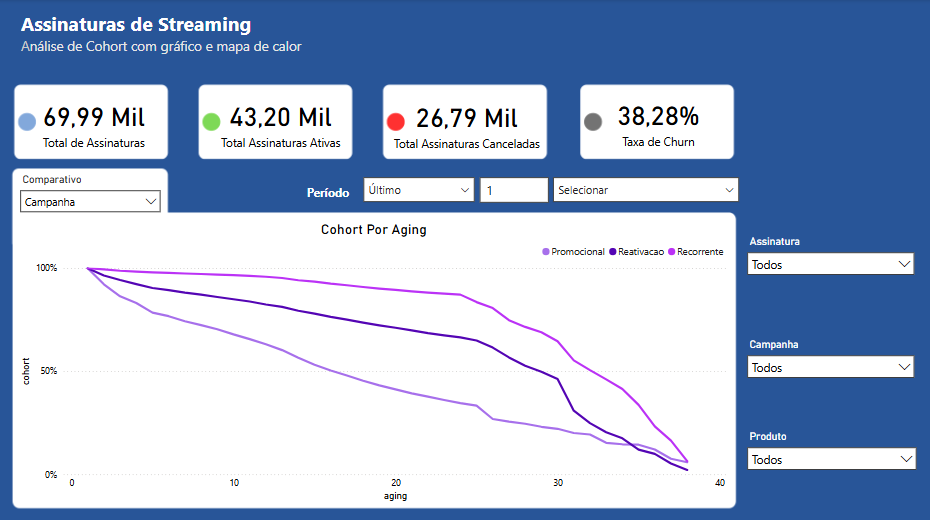 Assinaturas de Streaming
Análise de Cohort com gráfico e mapa de calor
69,99 Mil
Total de Assinaturas
43,20 Mil
Total Assinaturas Ativas
26,79 Mil
Total Assinaturas Canceladas
38,28%
Taxa de Churn
Comparativo
Campanha
Período
Último
1
Selecionar
Cohort Por Aging
Promocional
Reativacao
Recorrente
100%
50%
0%
cohort
0
10
20
30
40
aging
Assinatura
Todos
Campanha
Todos
Produto
Todos